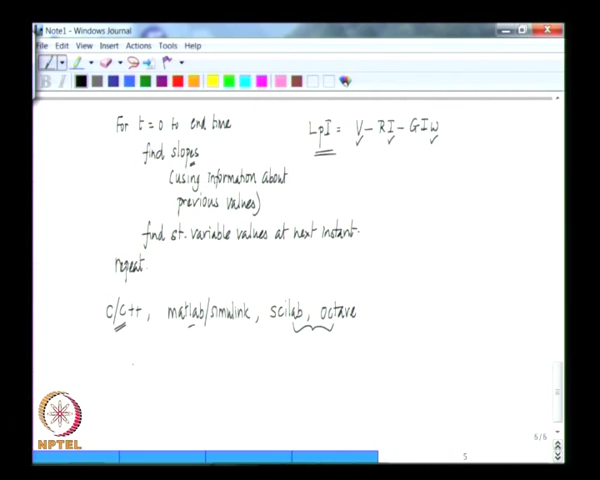 Note1 - Windows Journal
File Edit View Insert Actions Tools Help
For t = 0 to end time
LpI = V - RI - GIω
find slopes
(using information about
previous values)
find st. variable values at next instant.
repeat.
c/c++, matlab/simulink, scilab, octave
NPTEL
5/5
5